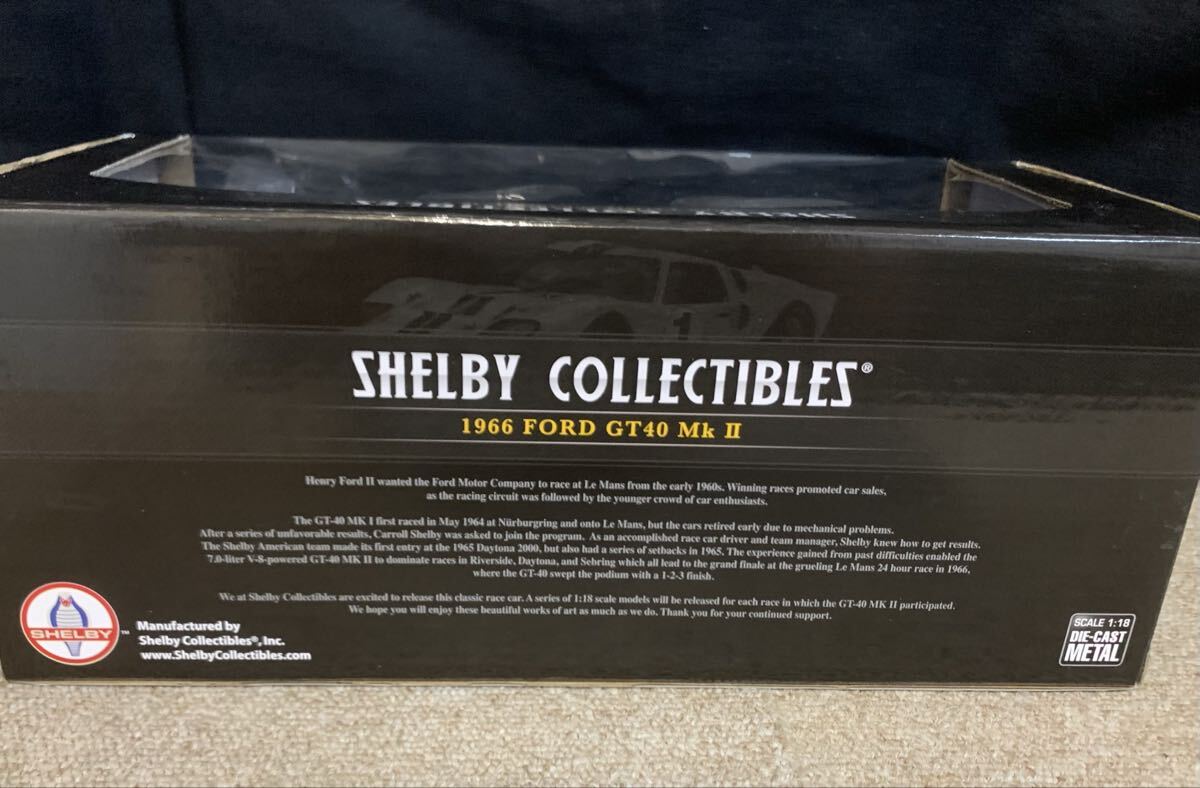 SHELBY COLLECTIBLES®
1966 FORD GT40 Mk II
Henry Ford II wanted the Ford Motor Company to race at Le Mans from the early 1960s. Winning races promoted car sales,
as the racing circuit was followed by the younger crowd of car enthusiasts.
The GT-40 MK I first raced in May 1964 at Nürburgring and onto Le Mans, but the cars retired early due to mechanical problems.
After a series of unfavorable results, Carroll Shelby was asked to join the program. As an accomplished race car driver and team manager, Shelby knew how to get results.
The Shelby American team made its first entry at the 1965 Daytona 2000, but also had a series of setbacks in 1965. The experience gained from past difficulties enabled the
7.0-liter V-8-powered GT-40 MK II to dominate races in Riverside, Daytona, and Sebring which all lead to the grand finale at the grueling Le Mans 24 hour race in 1966,
where the GT-40 swept the podium with a 1-2-3 finish.
We at Shelby Collectibles are excited to release this classic race car. A series of 1:18 scale models will be released for each race in which the GT-40 MK II participated.
We hope you will enjoy these beautiful works of art as much as we do. Thank you for your continued support.
SHELBY™
Manufactured by
Shelby Collectibles®, Inc.
www.ShelbyCollectibles.com
SCALE 1:18
DIE-CAST
METAL
1